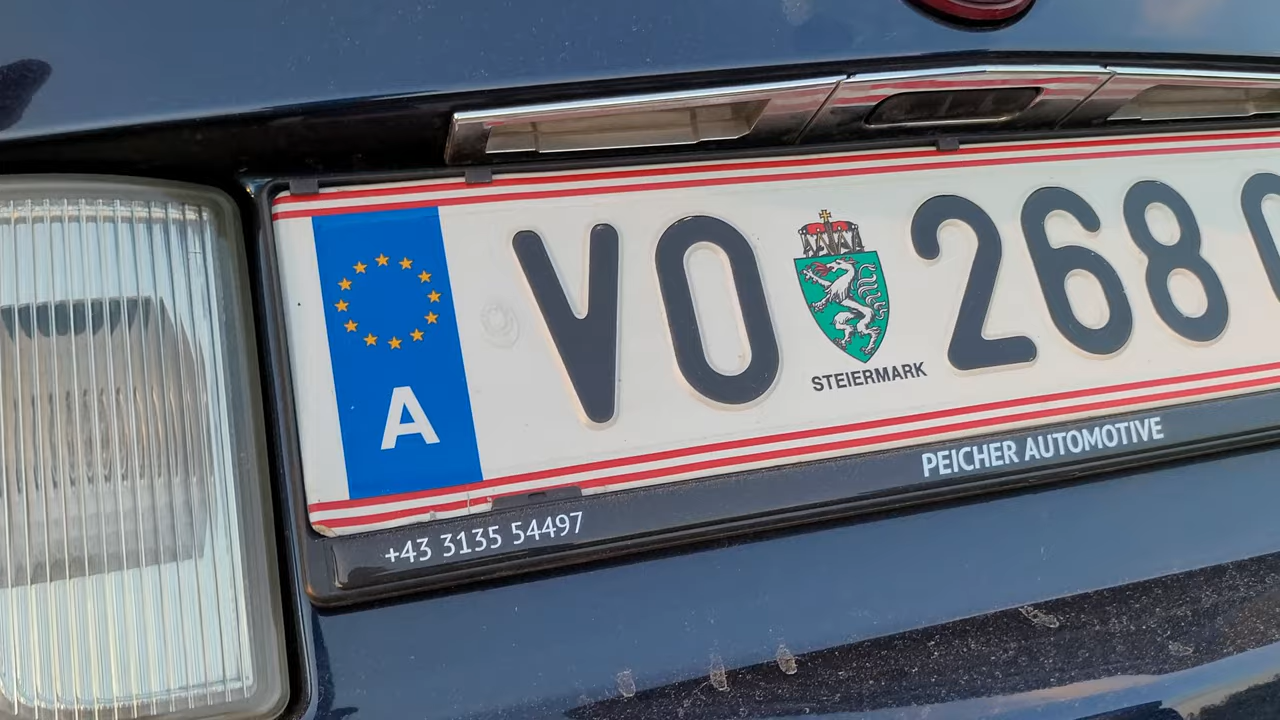 A
VO 268
STEIERMARK
+43 3135 54497
PEICHER AUTOMOTIVE